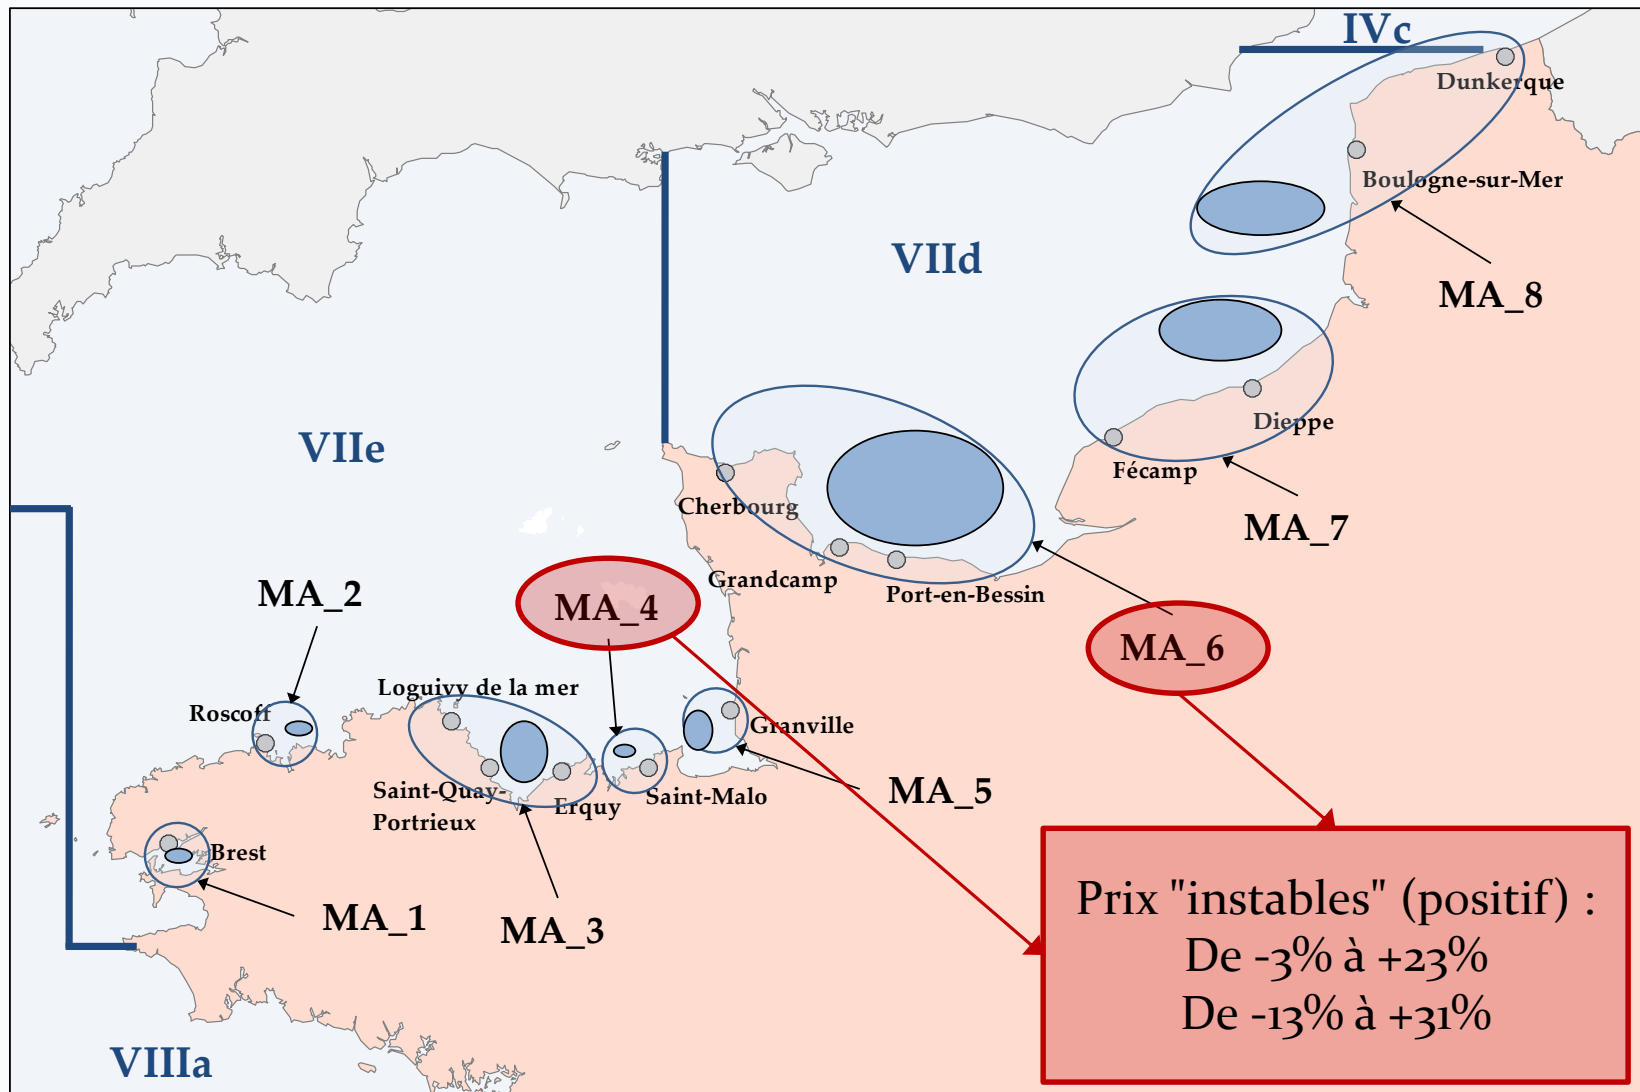 IVc
Dunkerque
Boulogne-sur-Mer
VIId
MA_8
Dieppe
Fécamp
VIIe
Cherbourg
MA_7
Grandcamp
Port-en-Bessin
MA_2
MA_4
MA_6
Loguivy de la mer
Roscoff
Granville
Saint-Quay-
Portrieux
Erquy
Saint-Malo
MA_5
Brest
MA_1
MA_3
Prix "instables" (positif) :
De -3% à +23%
De -13% à +31%
VIIIa